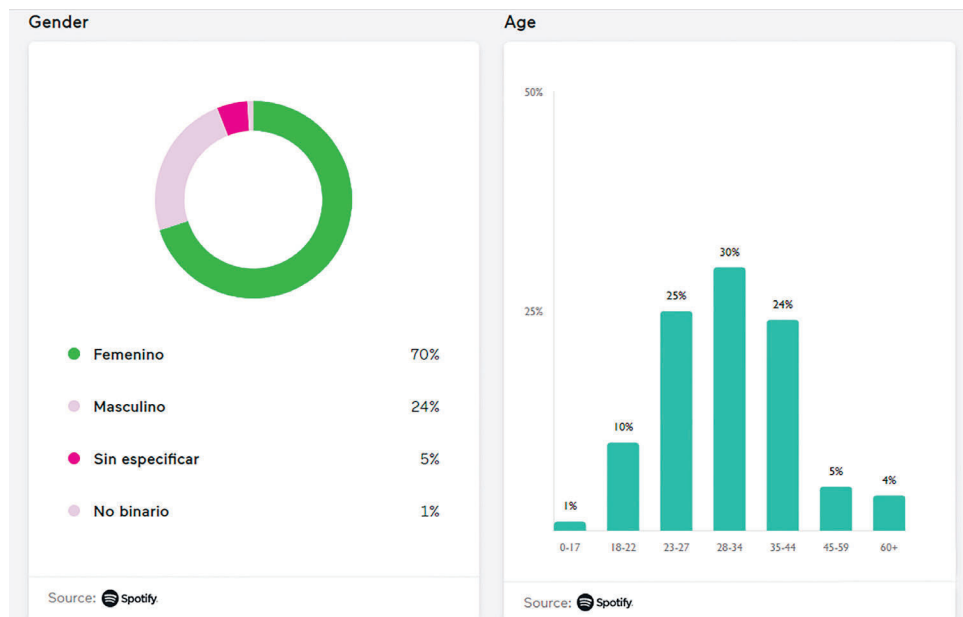 Gender
Femenino 70%
Masculino 24%
Sin especificar 5%
No binario 1%
Source: Spotify
Age
50%
25%
1%
10%
25%
30%
24%
5%
4%
0-17 18-22 23-27 28-34 35-44 45-59 60+
Source: Spotify